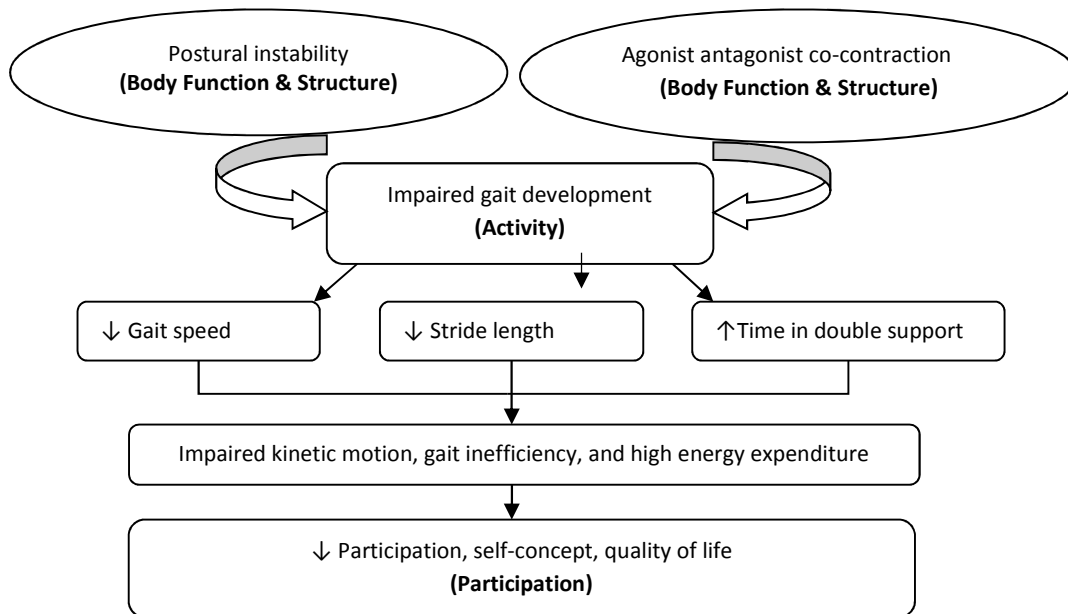 Postural instability
(Body Function & Structure)
Agonist antagonist co-contraction
(Body Function & Structure)
Impaired gait development
(Activity)
↓ Gait speed
↓ Stride length
↑Time in double support
Impaired kinetic motion, gait inefficiency, and high energy expenditure
↓ Participation, self-concept, quality of life
(Participation)